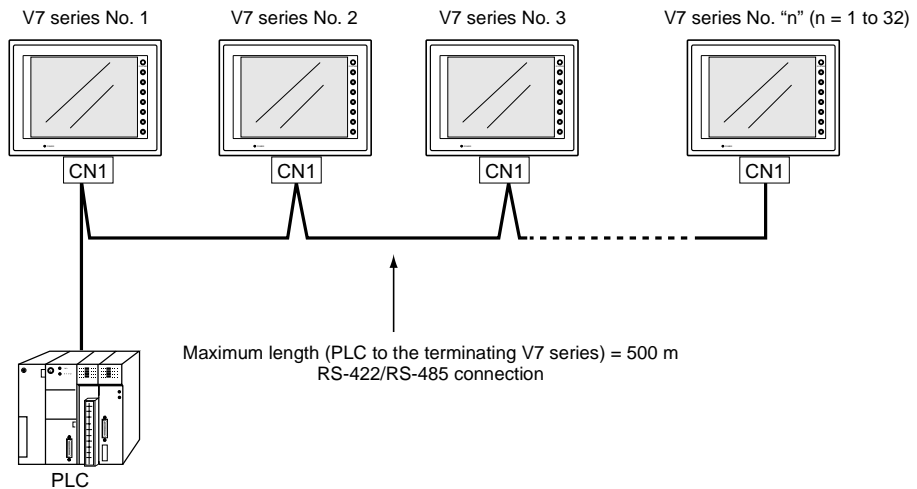 V7 series No. 1
V7 series No. 2
V7 series No. 3
V7 series No. “n” (n = 1 to 32)
CN1
CN1
CN1
CN1
Maximum length (PLC to the terminating V7 series) = 500 m
RS-422/RS-485 connection
PLC